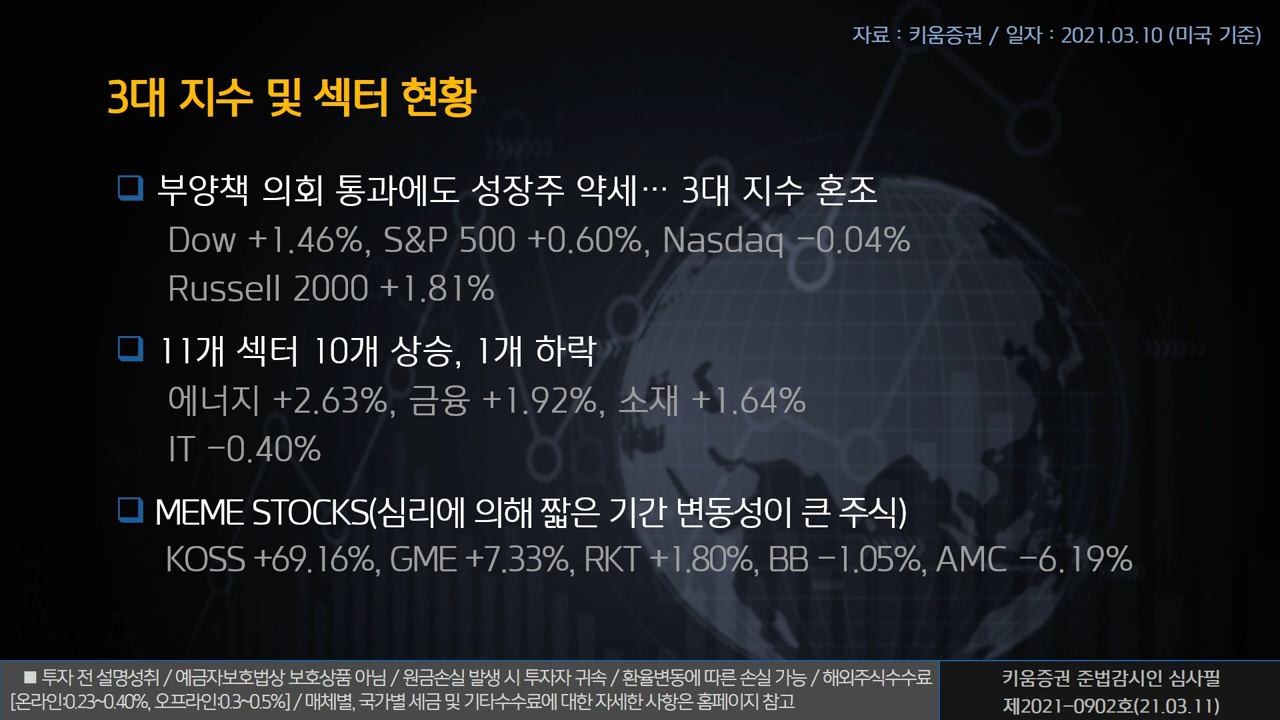 자료 : 키움증권 / 일자 : 2021.03.10 (미국 기준)
3대 지수 및 섹터 현황
❑ 부양책 의회 통과에도 성장주 약세… 3대 지수 혼조
Dow +1.46%, S&P 500 +0.60%, Nasdaq −0.04%
Russell 2000 +1.81%
❑ 11개 섹터 10개 상승, 1개 하락
에너지 +2.63%, 금융 +1.92%, 소재 +1.64%
IT −0.40%
❑ MEME STOCKS(심리에 의해 짧은 기간 변동성이 큰 주식)
KOSS +69.16%, GME +7.33%, RKT +1.80%, BB −1.05%, AMC −6.19%
■ 투자 전 설명성취 / 예금자보호법상 보호상품 아님 / 원금손실 발생 시 투자자 귀속 / 환율변동에 따른 손실 가능 / 해외주식수수료
[온라인:0.23~0.40%, 오프라인:0.3~0.5%] / 매체별, 국가별 세금 및 기타수수료에 대한 자세한 사항은 홈페이지 참고
키움증권 준법감시인 심사필
제2021-0902호(21.03.11)